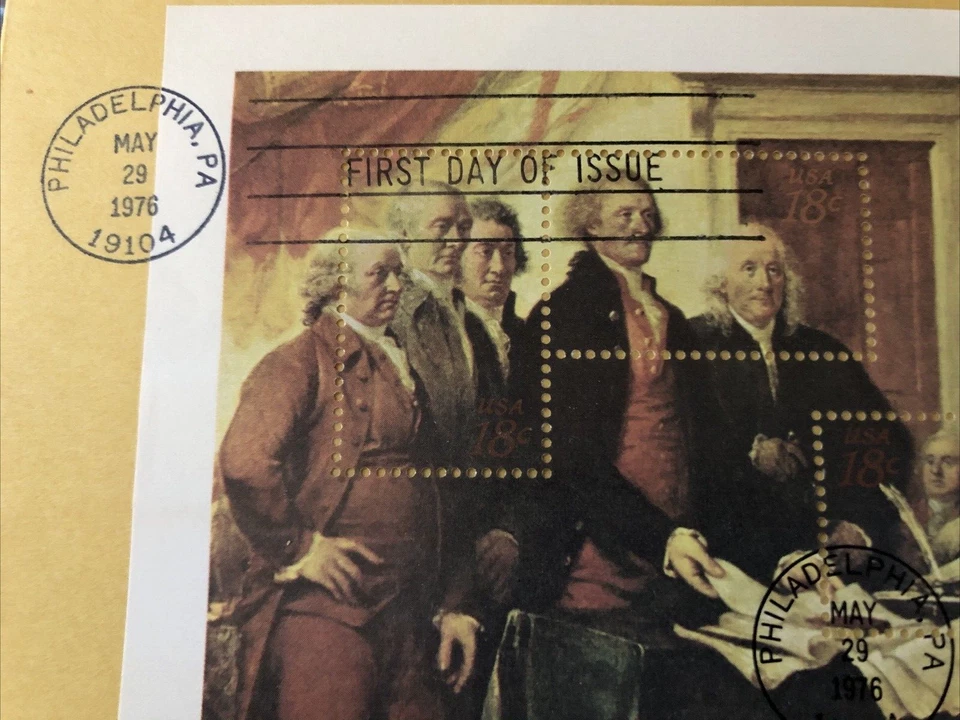 PHILADELPHIA, PA
MAY
29
1976
19104
FIRST DAY OF ISSUE
USA
18c
USA
18c
USA
18c
PHILADELPHIA, PA
MAY
29
1976